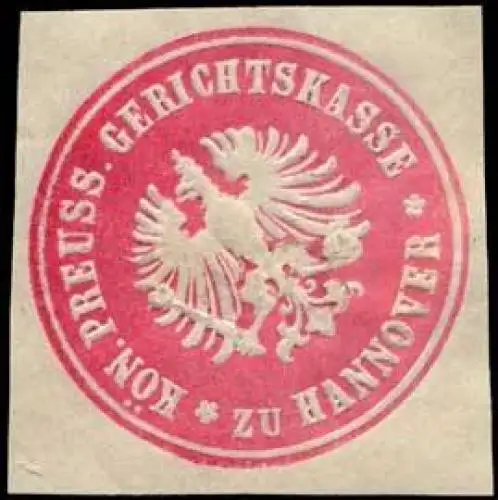 KÖN. PREUSS. GERICHTSKASSE
* ZU HANNOVER *